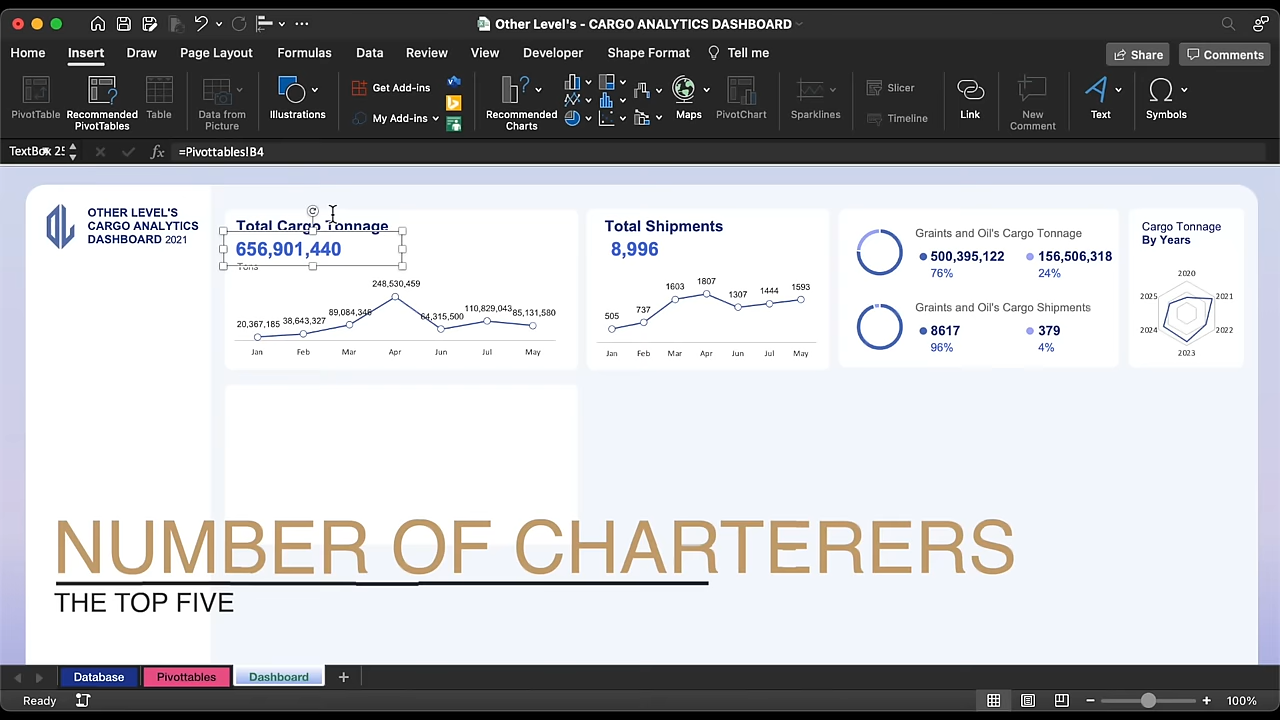 Other Level's - CARGO ANALYTICS DASHBOARD
Home Insert Draw Page Layout Formulas Data Review View Developer Shape Format Tell me
Share Comments
PivotTable
Recommended PivotTables
Table
Data from Picture
Illustrations
Get Add-ins
My Add-ins
Recommended Charts
Maps
PivotChart
Sparklines
Slicer
Timeline
Link
New Comment
Text
Symbols
TextBox 25
fx
=Pivottables!B4
OTHER LEVEL'S
CARGO ANALYTICS
DASHBOARD 2021
Total Cargo Tonnage
656,901,440
Tons
20,367,185 38,643,327 89,084,346 248,530,459 64,315,500 110,829,043 85,131,580
Jan Feb Mar Apr Jun Jul May
Total Shipments
8,996
505 737 1603 1807 1307 1444 1593
Jan Feb Mar Apr Jun Jul May
Graints and Oil's Cargo Tonnage
500,395,122 156,506,318
76% 24%
Graints and Oil's Cargo Shipments
8617 379
96% 4%
Cargo Tonnage
By Years
2020
2025 2021
2024 2022
2023
NUMBER OF CHARTERERS
THE TOP FIVE
Database Pivottables Dashboard
Ready
100%